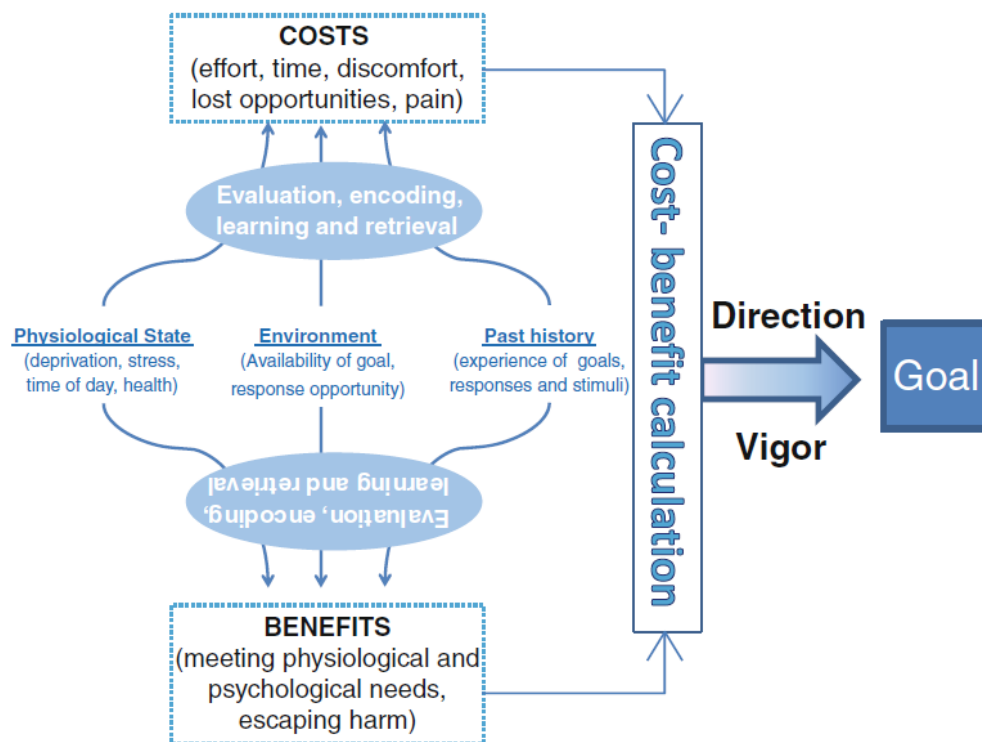 COSTS
(effort, time, discomfort,
lost opportunities, pain)
Evaluation, encoding,
learning and retrieval
Physiological State
(deprivation, stress,
time of day, health)
Environment
(Availability of goal,
response opportunity)
Past history
(experience of goals,
responses and stimuli)
Evaluation, encoding,
learning and retrieval
BENEFITS
(meeting physiological and
psychological needs,
escaping harm)
Cost- benefit calculation
Direction
Vigor
Goal